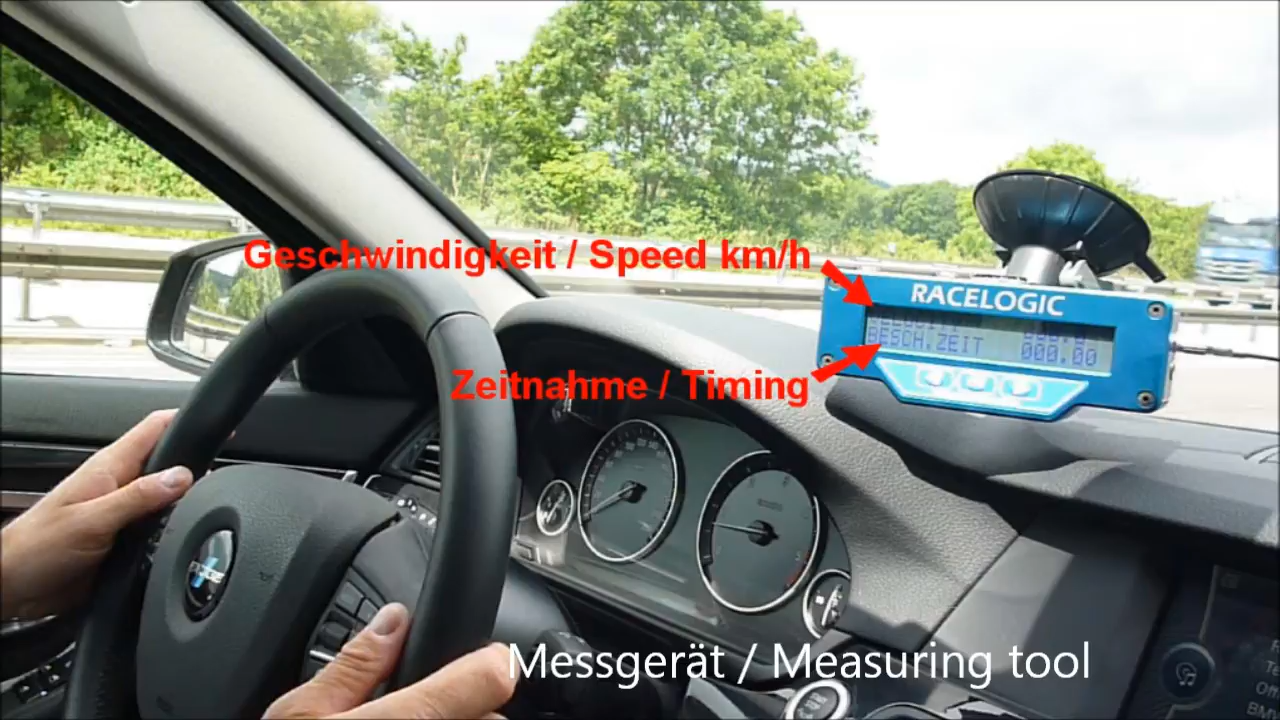 Geschwindigkeit / Speed km/h
RACELOGIC
BESCH.ZEIT 000.00
Zeitnahme / Timing
Messgerät / Measuring tool